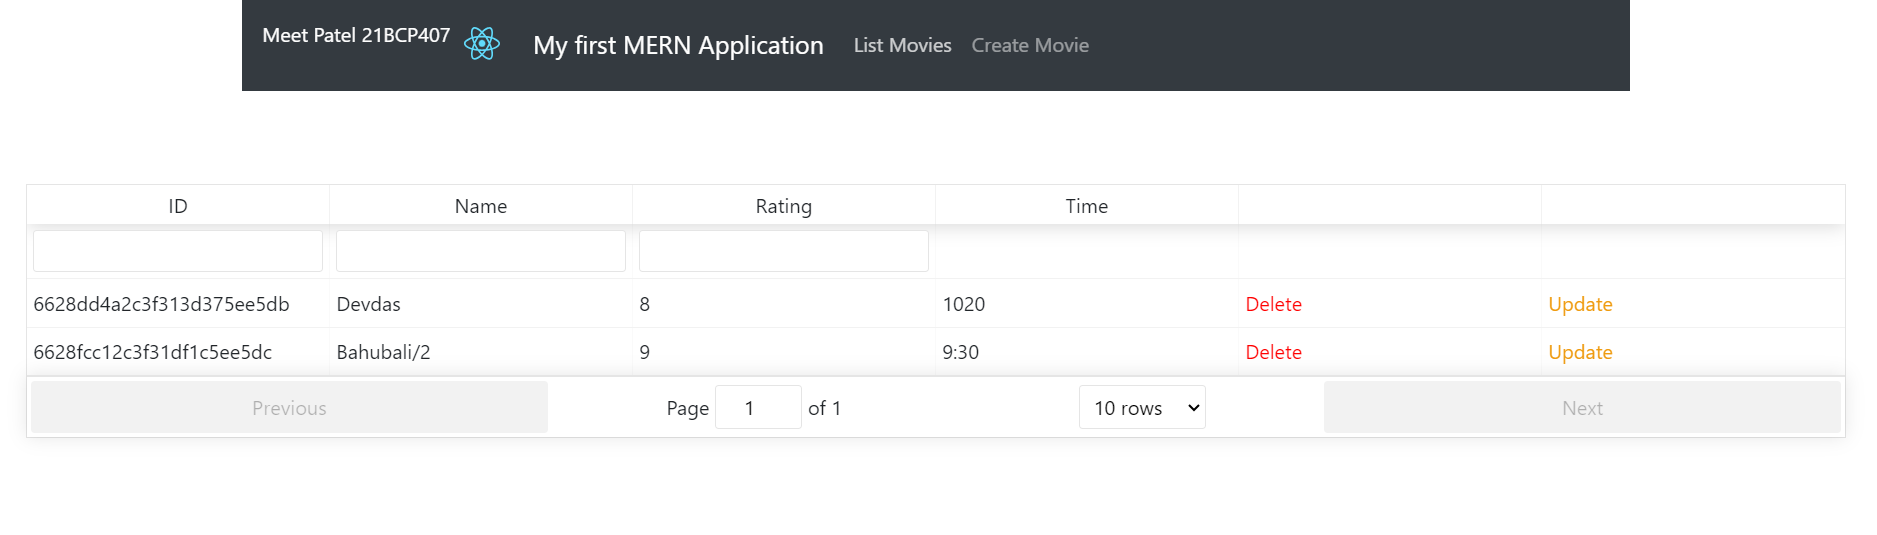 Meet Patel 21BCP407 My first MERN Application List Movies Create Movie
ID Name Rating Time
6628dd4a2c3f313d375ee5db Devdas 8 1020 Delete Update
6628fcc12c3f31df1c5ee5dc Bahubali/2 9 9:30 Delete Update
Previous Page 1 of 1 10 rows Next